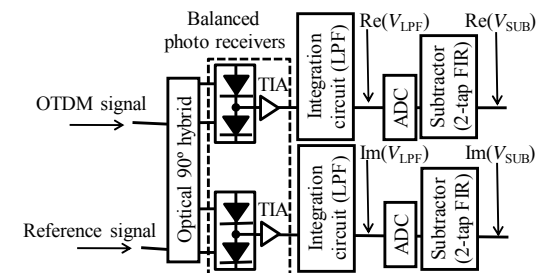 Balanced
photo receivers
Re(V_LPF)
Re(V_SUB)
OTDM signal
Optical 90° hybrid
TIA
Integration
circuit (LPF)
ADC
Subtractor
(2-tap FIR)
Reference signal
TIA
Integration
circuit (LPF)
Im(V_LPF)
ADC
Subtractor
(2-tap FIR)
Im(V_SUB)